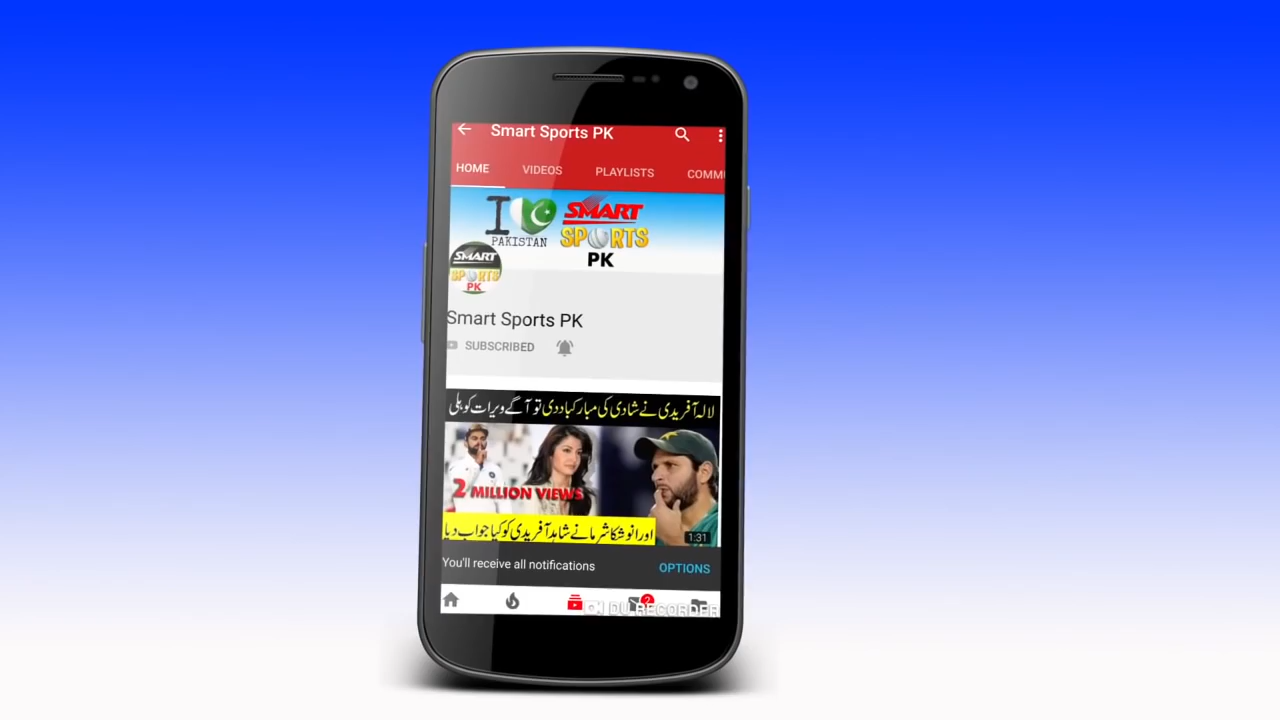 Smart Sports PK
HOME VIDEOS PLAYLISTS COMMU
I
PAKISTAN
SMART
SPORTS
PK
SMART
SPORTS
PK
Smart Sports PK
SUBSCRIBED
لالہ آفریدی نے شادی کی مبارکباد دی تو آگے ویرات کوہلی
2 MILLION VIEWS
اور انوشکا شرما نے شاہد آفریدی کو کیا جواب دیا
1:31
You'll receive all notifications OPTIONS
2
DU RECORDER